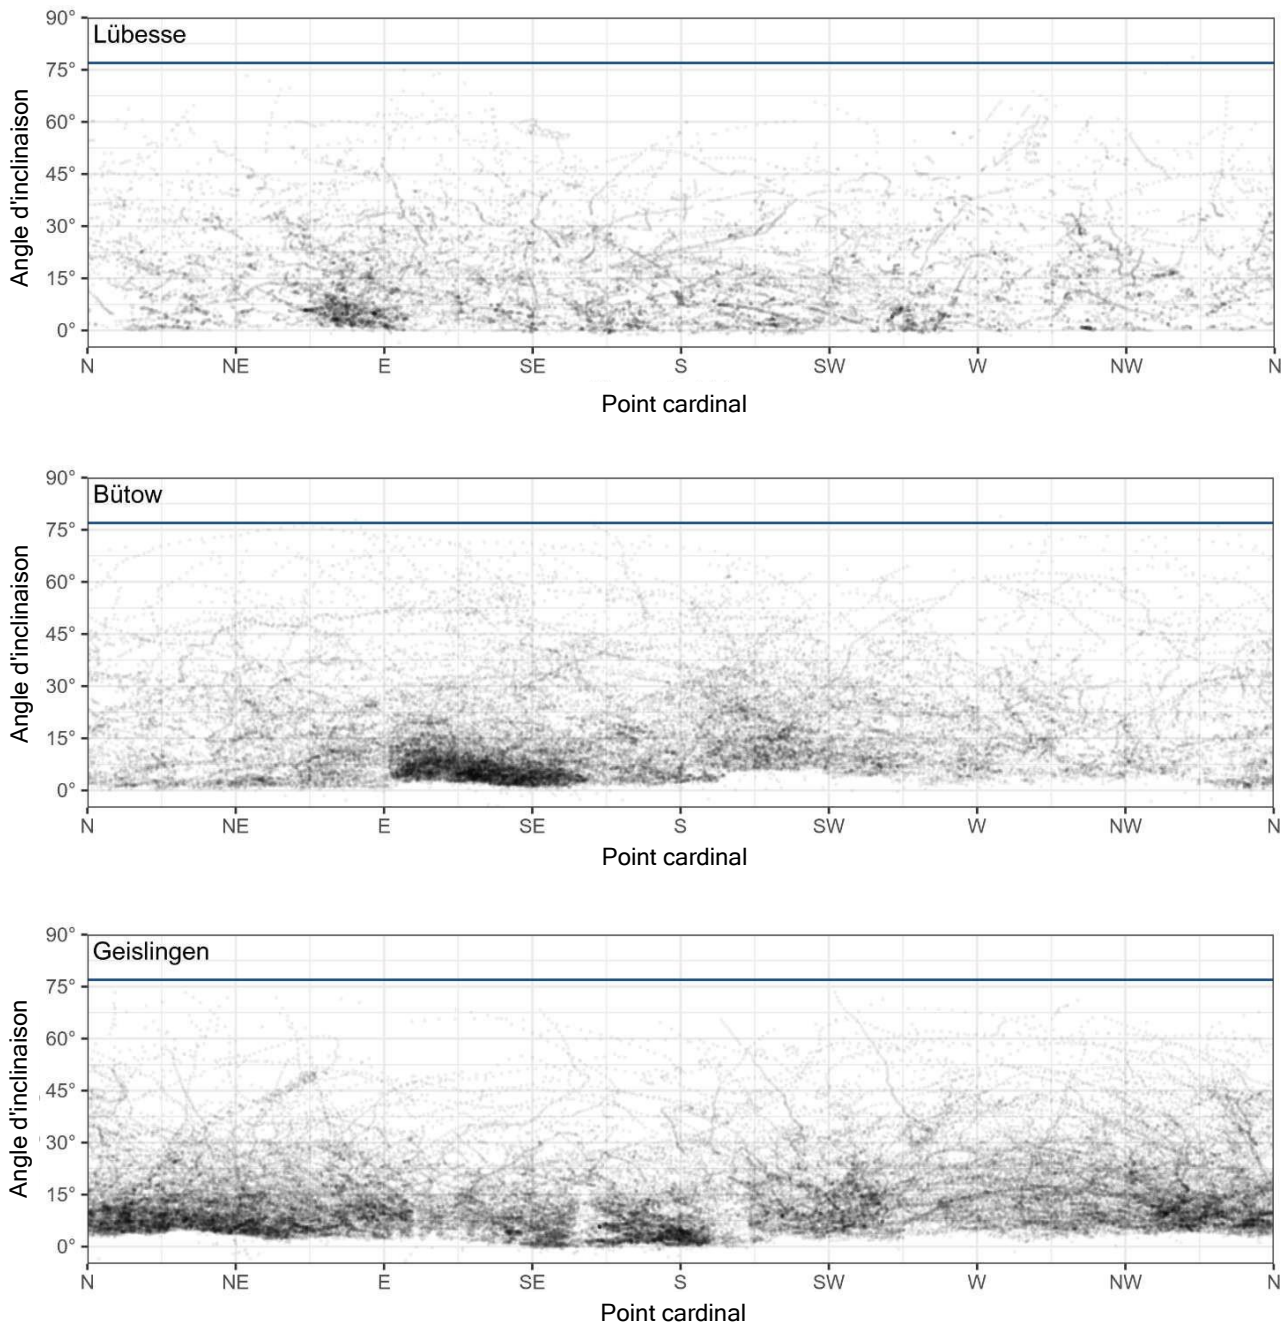 90°
Lübesse
75°
60°
45°
30°
15°
0°
Angle d'inclinaison
N NE E SE S SW W NW N
Point cardinal
90°
Bütow
75°
60°
45°
30°
15°
0°
Angle d'inclinaison
N NE E SE S SW W NW N
Point cardinal
90°
Geislingen
75°
60°
45°
30°
15°
0°
Angle d'inclinaison
N NE E SE S SW W NW N
Point cardinal